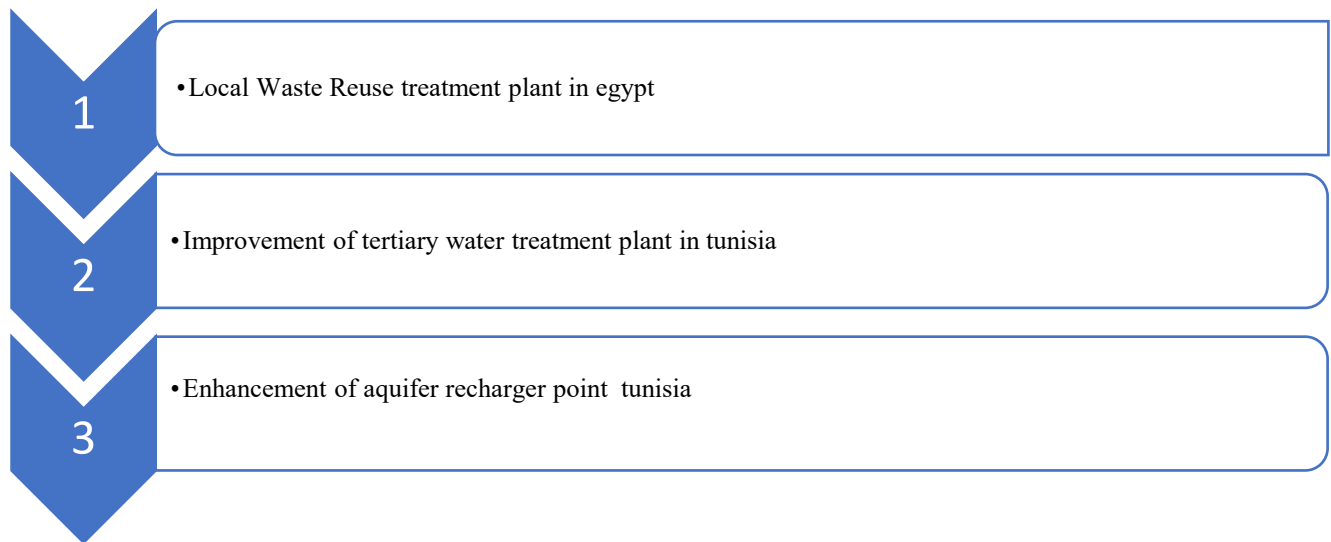 1
•Local Waste Reuse treatment plant in egypt
2
•Improvement of tertiary water treatment plant in tunisia
3
•Enhancement of aquifer recharger point  tunisia